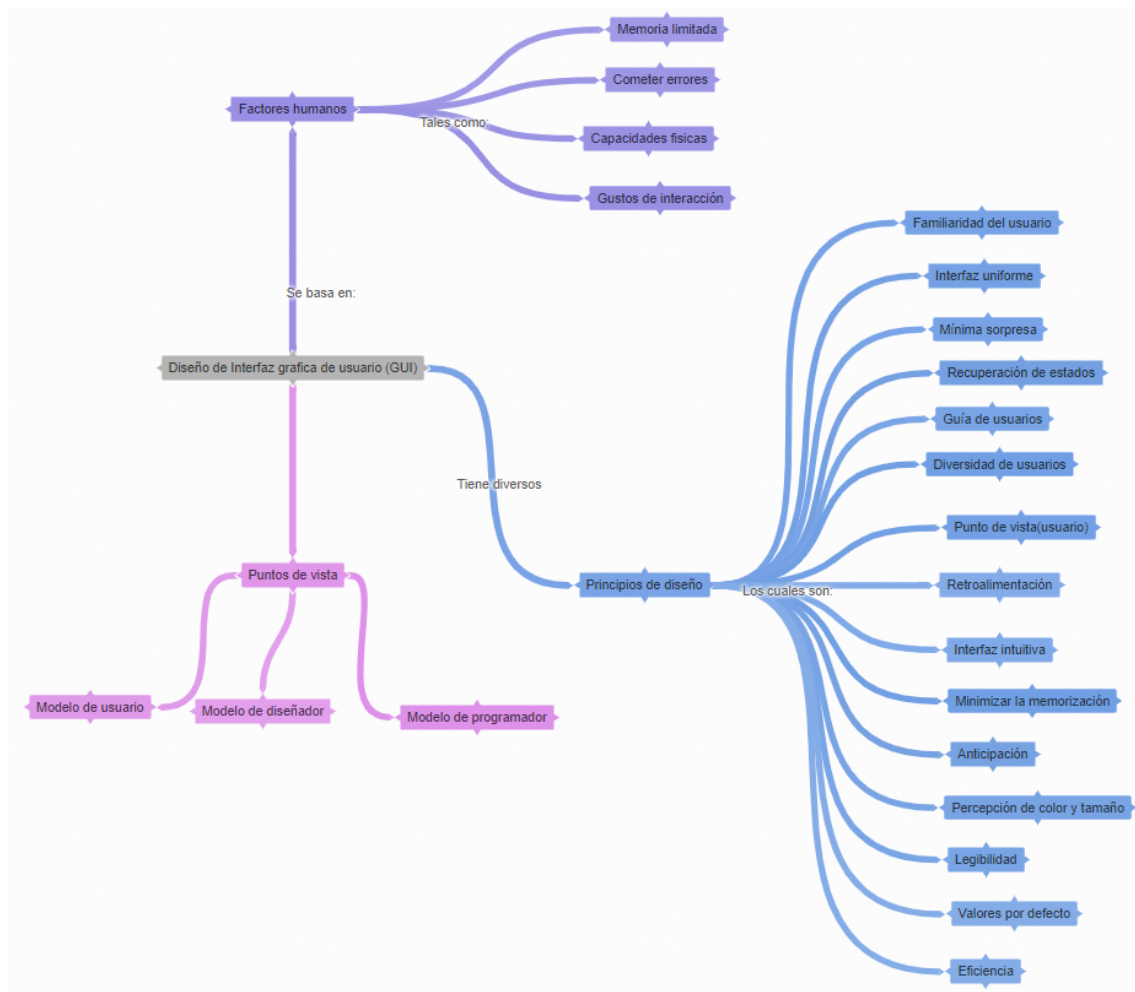 Memoria limitada
Cometer errores
Factores humanos
Tales como:
Capacidades fisicas
Gustos de interacción
Se basa en:
Diseño de Interfaz grafica de usuario (GUI)
Tiene diversos
Puntos de vista
Modelo de usuario
Modelo de diseñador
Modelo de programador
Principios de diseño
Los cuales son:
Familiaridad del usuario
Interfaz uniforme
Mínima sorpresa
Recuperación de estados
Guía de usuarios
Diversidad de usuarios
Punto de vista(usuario)
Retroalimentación
Interfaz intuitiva
Minimizar la memorización
Anticipación
Percepción de color y tamaño
Legibilidad
Valores por defecto
Eficiencia